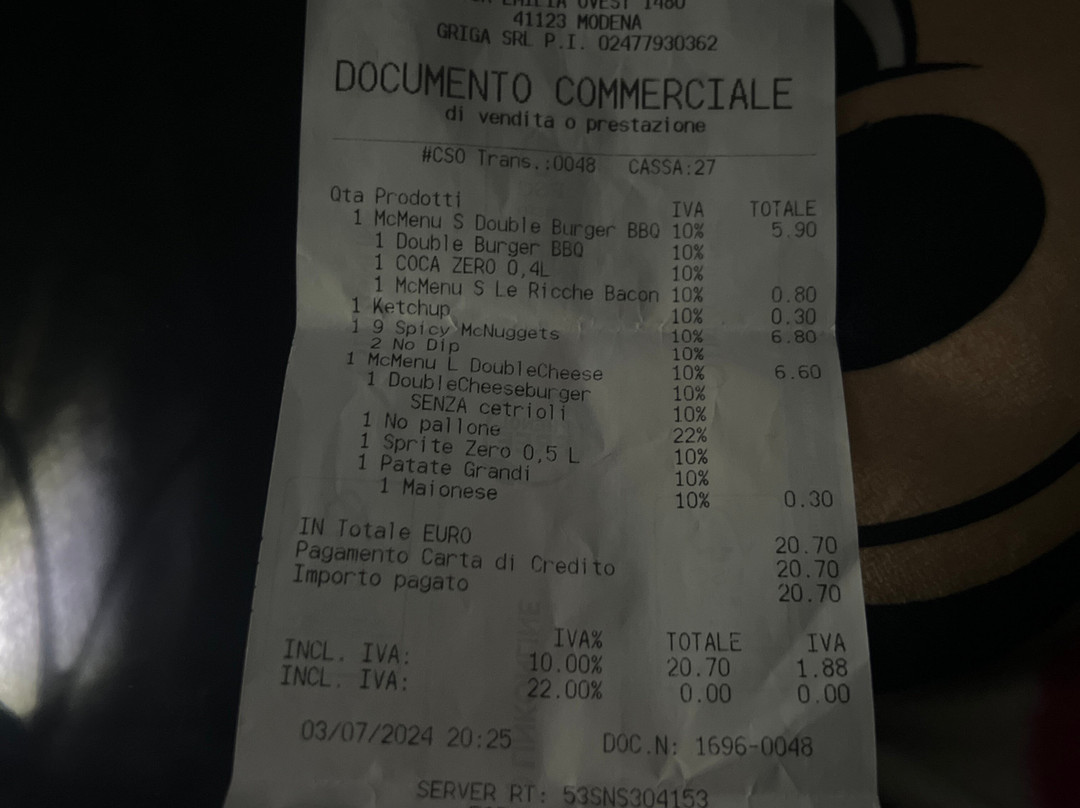 EMILIA OVEST 1480
41123 MODENA
GRIGA SRL P.I. 02477930362
DOCUMENTO COMMERCIALE
di vendita o prestazione
#CSO Trans.:0048 CASSA:27
Qta Prodotti IVA TOTALE
1 McMenu S Double Burger BBQ 10% 5.90
1 Double Burger BBQ 10%
1 COCA ZERO 0,4L 10%
1 McMenu S Le Ricche Bacon 10% 0.80
1 Ketchup 10% 0.30
1 9 Spicy McNuggets 10% 6.80
2 No Dip 10%
1 McMenu L DoubleCheese 10% 6.60
1 DoubleCheeseburger 10%
SENZA cetrioli 10%
1 No pallone 22%
1 Sprite Zero 0,5 L 10%
1 Patate Grandi 10%
1 Maionese 10% 0.30
IN Totale EURO 20.70
Pagamento Carta di Credito 20.70
Importo pagato 20.70
IVA% TOTALE IVA
INCL. IVA: 10.00% 20.70 1.88
INCL. IVA: 22.00% 0.00 0.00
03/07/2024 20:25 DOC.N: 1696-0048
SERVER RT: 53SNS304153